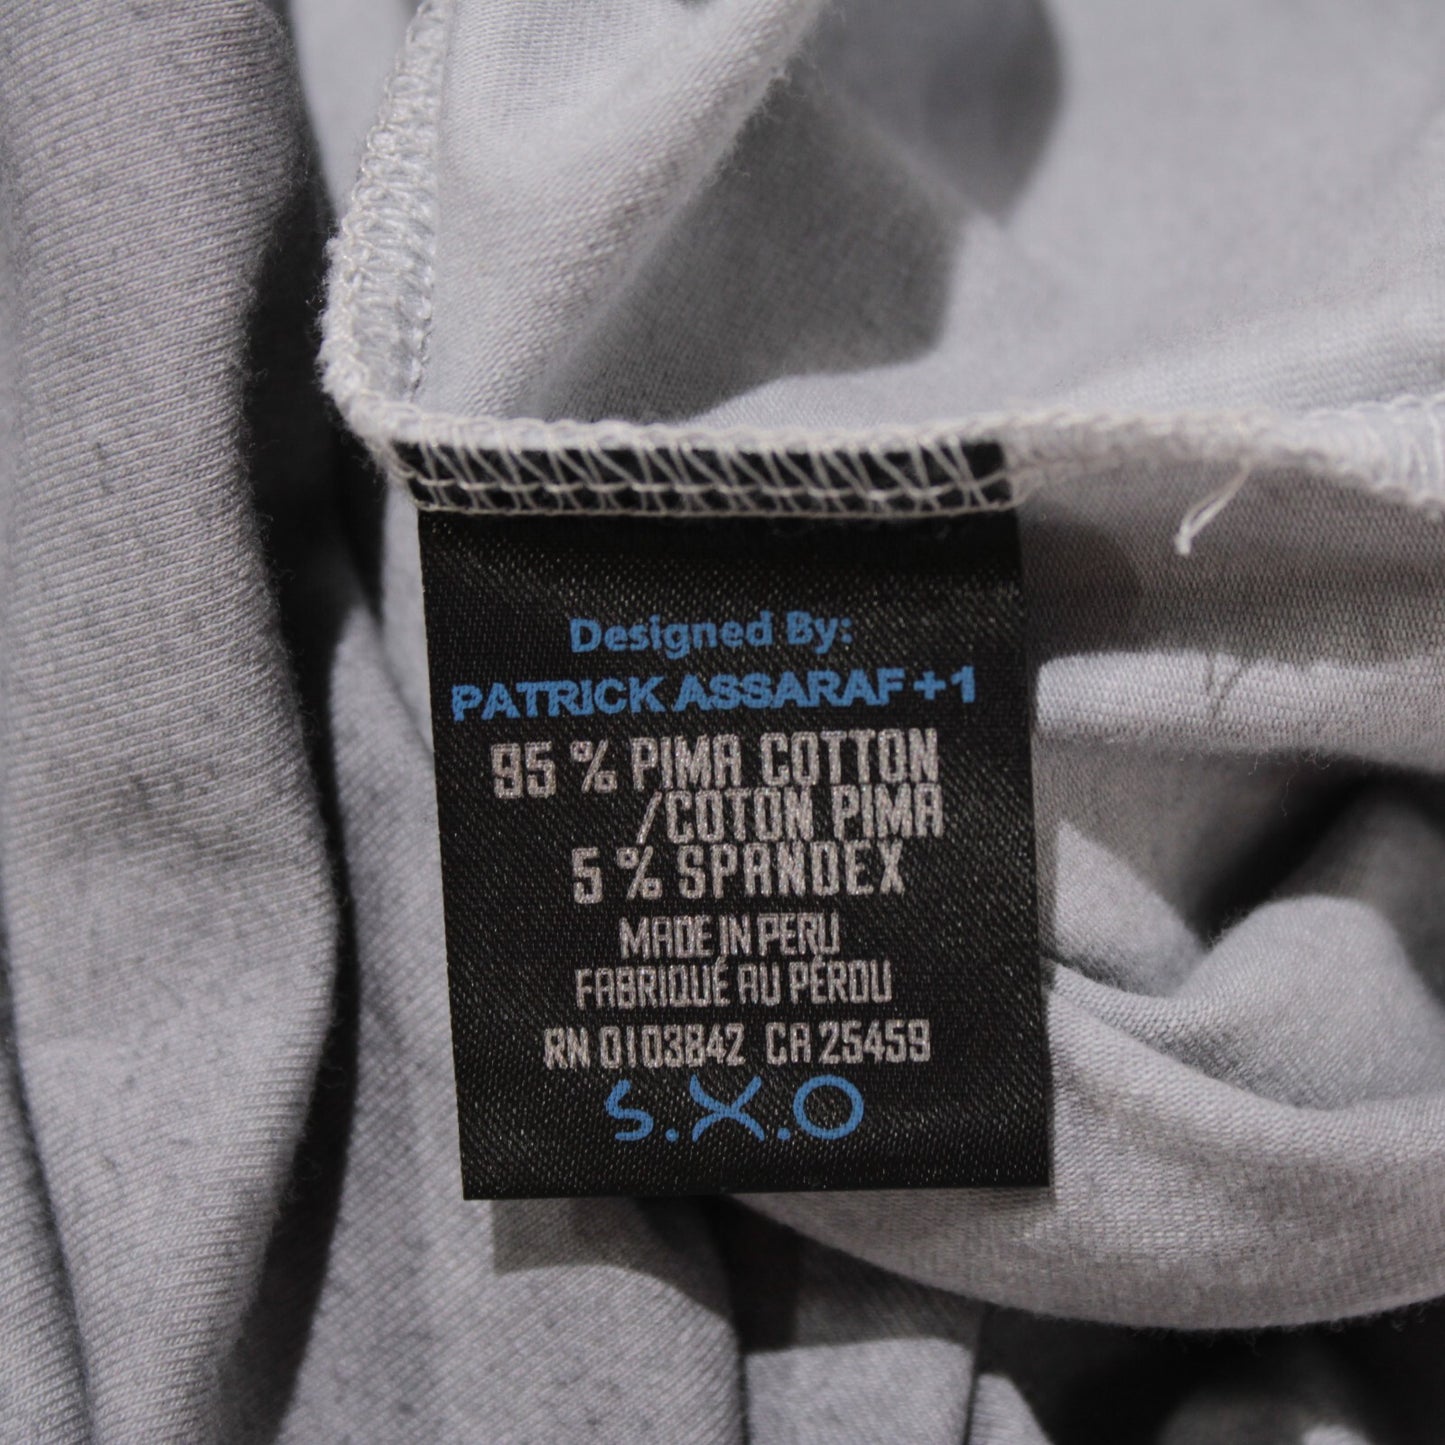 Designed By:
PATRICK ASSARAF +1
95 % PIMA COTTON
/COTON PIMA
5 % SPANDEX
MADE IN PERU
FABRIQUÉ AU PÉROU
RN 0103842 CA 25459
S.X.O